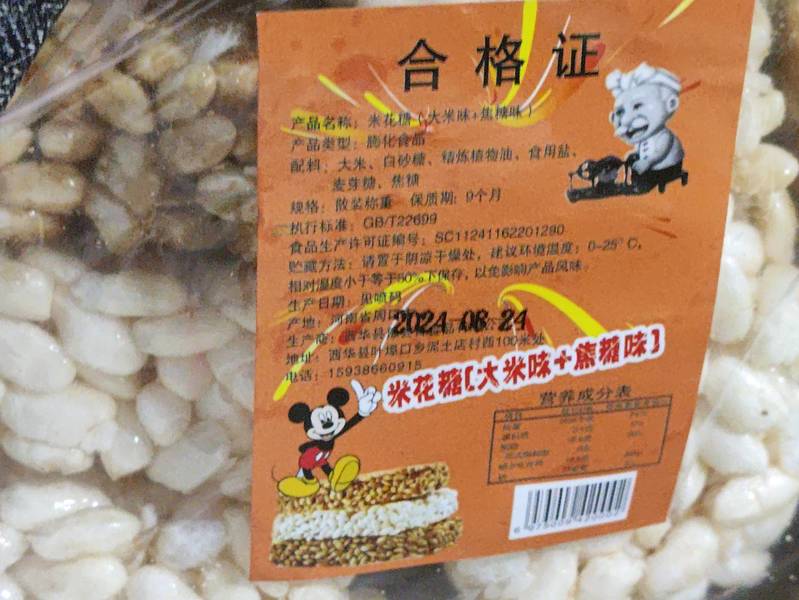 合格证
产品名称：米花糖（大米味+焦糖味）
产品类型：膨化食品
配料：大米、白砂糖、精炼植物油、食用盐、
麦芽糖、焦糖
规格：散装称重 保质期：9个月
执行标准：GB/T22699
食品生产许可证编号：SC11241162201290
贮藏方法：请置于阴凉干燥处，建议环境温度：0-25°C，
相对湿度小于等于50%下保存，以免影响产品风味。
生产日期：见喷码
产地：河南省周口
2024 08 24
生产商：西华县
地址：西华县叶埠口乡泥土店村西100米处
电话：15938660915
米花糖【大米味+焦糖味】
营养成分表